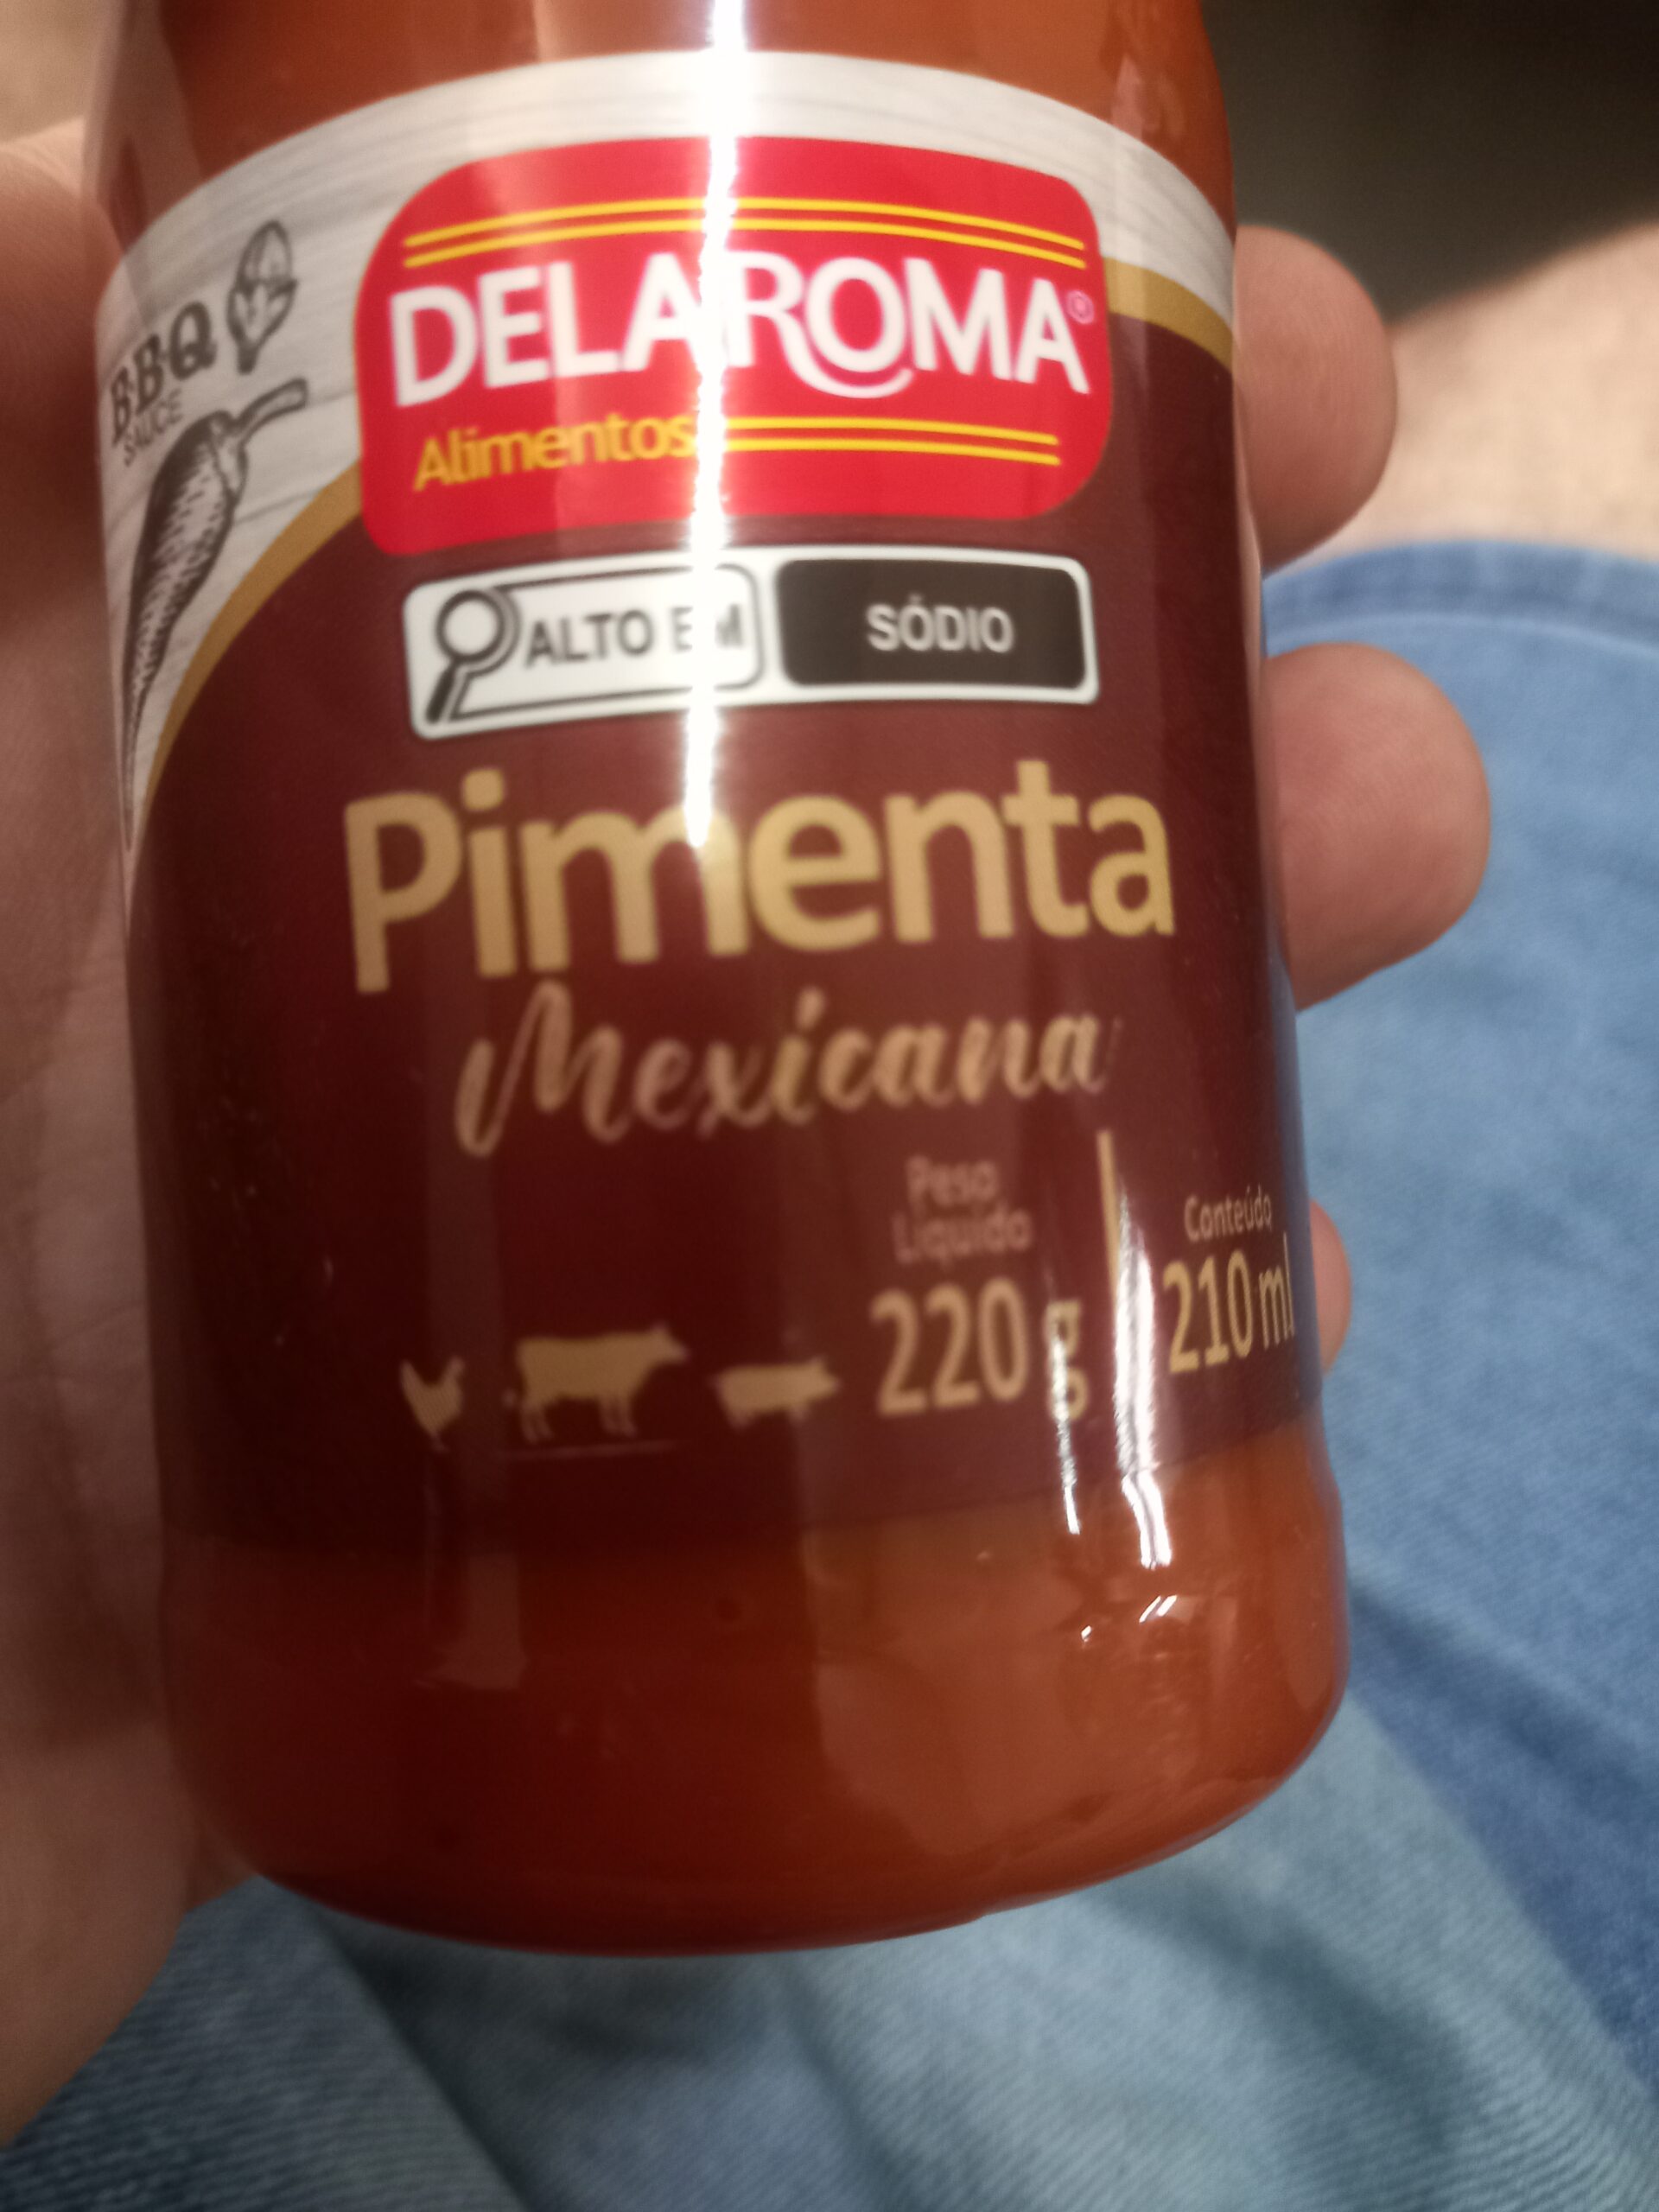 BBQ
SAUCE
DELAROMA®
Alimentos
ALTO EM SÓDIO
Pimenta
Mexicana
Peso
Líquido
220 g
Conteúdo
210 ml